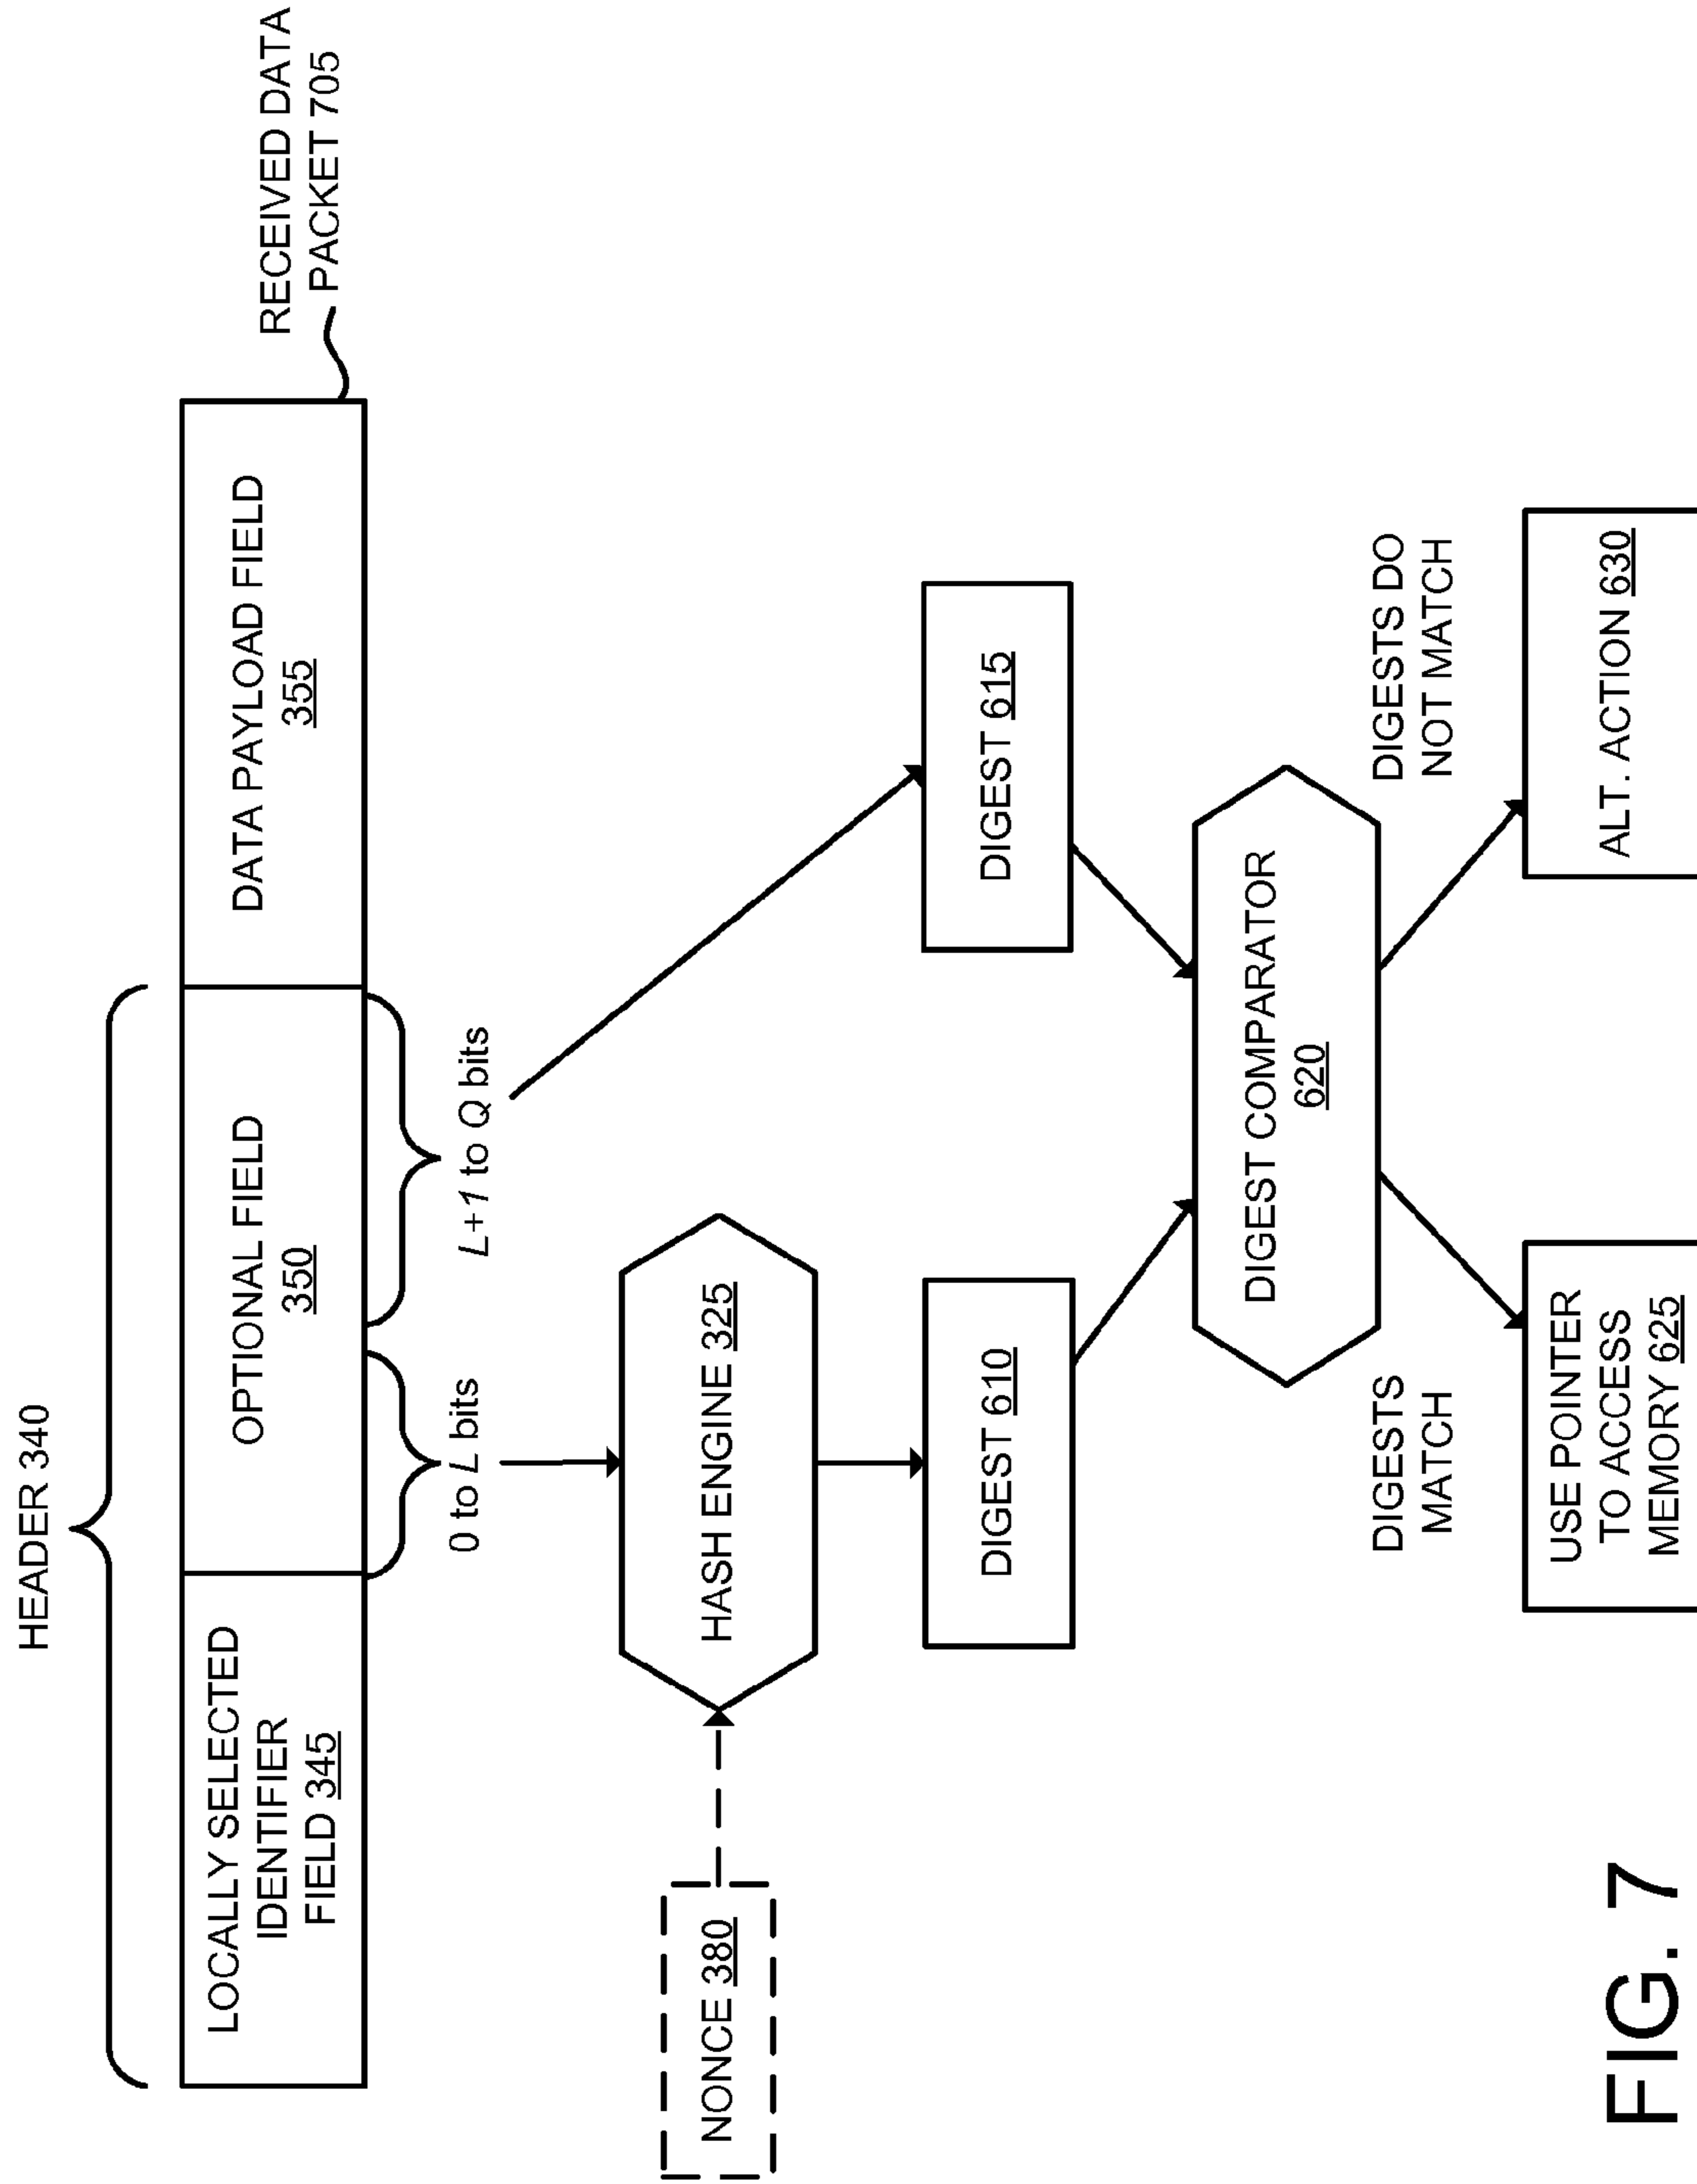 HEADER 340
RECEIVED DATA
PACKET 705
LOCALLY SELECTED
IDENTIFIER
FIELD 345
OPTIONAL FIELD
350
DATA PAYLOAD FIELD
355
0 to L bits
L+1 to Q bits
NONCE 380
HASH ENGINE 325
DIGEST 610
DIGEST 615
DIGEST COMPARATOR
620
DIGESTS
MATCH
DIGESTS DO
NOT MATCH
USE POINTER
TO ACCESS
MEMORY 625
ALT. ACTION 630
FIG. 7